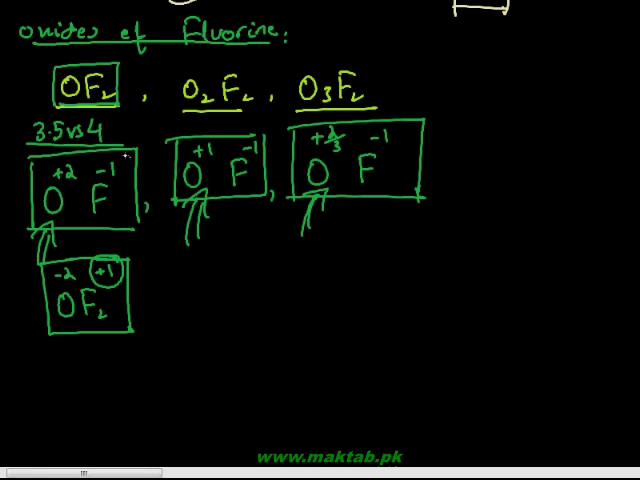 oxides of Fluorine:
OF₂, O₂F₂, O₃F₂
3.5 vs 4
+2 -1 +1 -1 +2/3 -1
O F, O F, O F
-2 +1
OF₂
www.maktab.pk